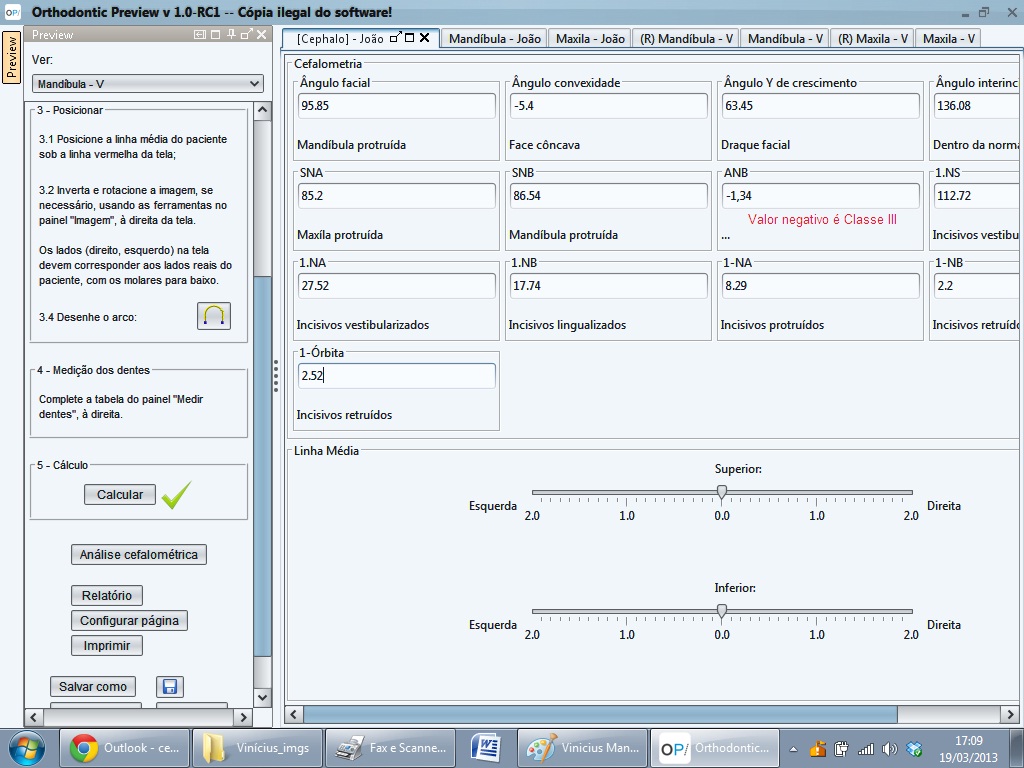 OP/ Orthodontic Preview v 1.0-RC1 -- Cópia ilegal do software!
Preview
Preview
Ver:
Mandíbula - V
3 - Posicionar
3.1 Posicione a linha média do paciente
sob a linha vermelha da tela;
3.2 Inverta e rotacione a imagem, se
necessário, usando as ferramentas no
painel "Imagem", à direita da tela.
Os lados (direito, esquerdo) na tela
devem corresponder aos lados reais do
paciente, com os molares para baixo.
3.4 Desenhe o arco:
4 - Medição dos dentes
Complete a tabela do painel "Medir
dentes", à direita.
5 - Cálculo
Calcular
Análise cefalométrica
Relatório
Configurar página
Imprimir
Salvar como
[Cephalo] - João
Mandíbula - João
Maxila - João
(R) Mandíbula - V
Mandíbula - V
(R) Maxila - V
Maxila - V
Cefalometria
Ângulo facial
95.85
Mandíbula protruída
Ângulo convexidade
-5.4
Face côncava
Ângulo Y de crescimento
63.45
Draque facial
Ângulo interinc
136.08
Dentro da norma
SNA
85.2
Maxíla protruída
SNB
86.54
Mandíbula protruída
ANB
-1,34
Valor negativo é Classe III
...
1.NS
112.72
Incisivos vestibu
1.NA
27.52
Incisivos vestibularizados
1.NB
17.74
Incisivos lingualizados
1-NA
8.29
Incisivos protruídos
1-NB
2.2
Incisivos retruído
1-Órbita
2.52
Incisivos retruídos
Linha Média
Superior:
Esquerda
Direita
2.0 1.0 0.0 1.0 2.0
Inferior:
Esquerda
Direita
2.0 1.0 0.0 1.0 2.0
Outlook - ce...
Vinícius_imgs
Fax e Scanne...
Vinicius Man...
OP/ Orthodontic...
17:09
19/03/2013